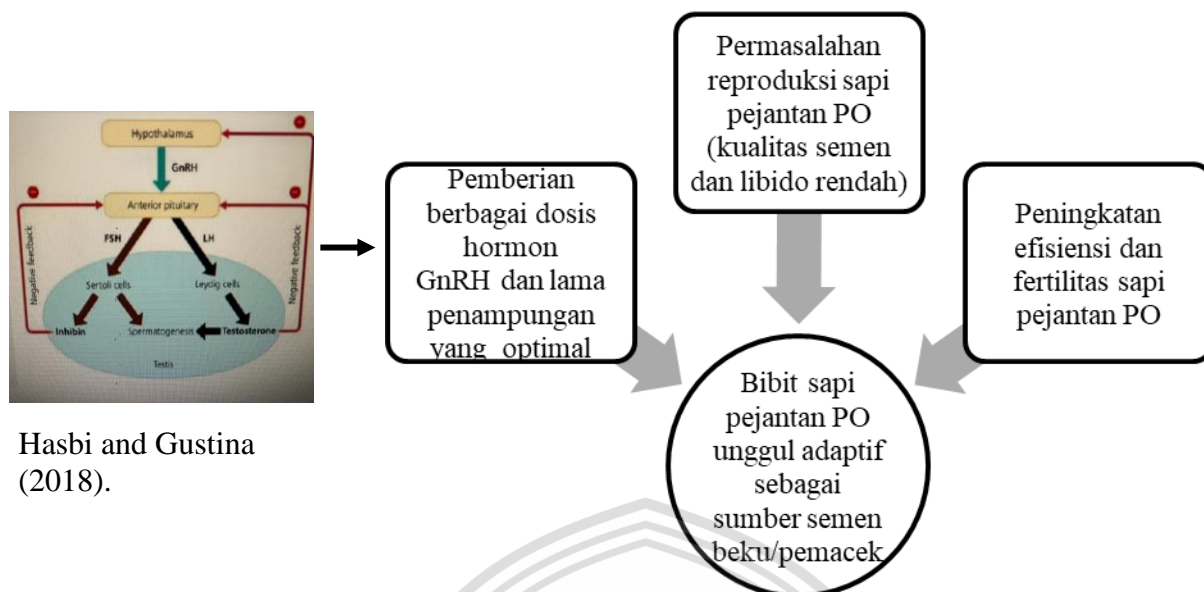 Hypothalamus
GnRH
Anterior pituitary
FSH
LH
Negative feedback
Negative feedback
Sertoli cells
Leydig cells
Inhibin
Spermatogenesis
Testosterone
Testis
Hasbi and Gustina
(2018).
Pemberian
berbagai dosis
hormon
GnRH dan lama
penampungan
yang optimal
Permasalahan
reproduksi sapi
pejantan PO
(kualitas semen
dan libido rendah)
Peningkatan
efisiensi dan
fertilitas sapi
pejantan PO
Bibit sapi
pejantan PO
unggul adaptif
sebagai
sumber semen
beku/pemacek